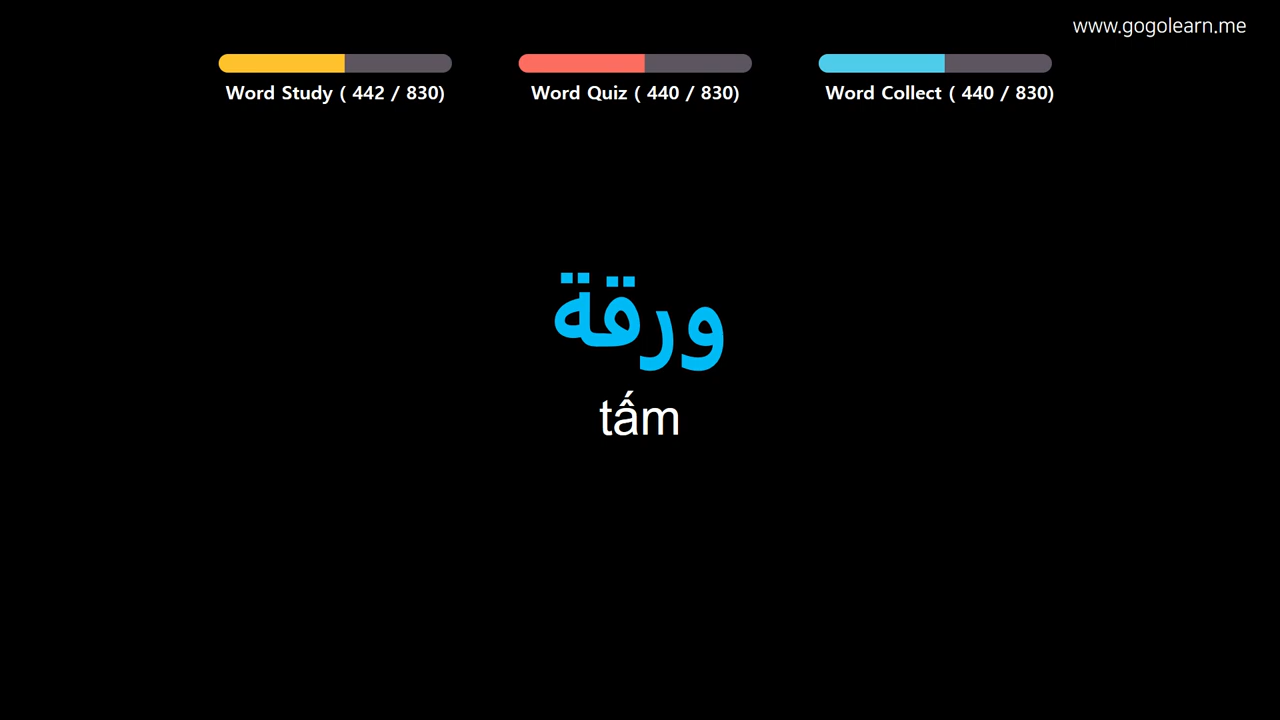 www.gogolearn.me
Word Study ( 442 / 830)
Word Quiz ( 440 / 830)
Word Collect ( 440 / 830)
ورقة
tấm